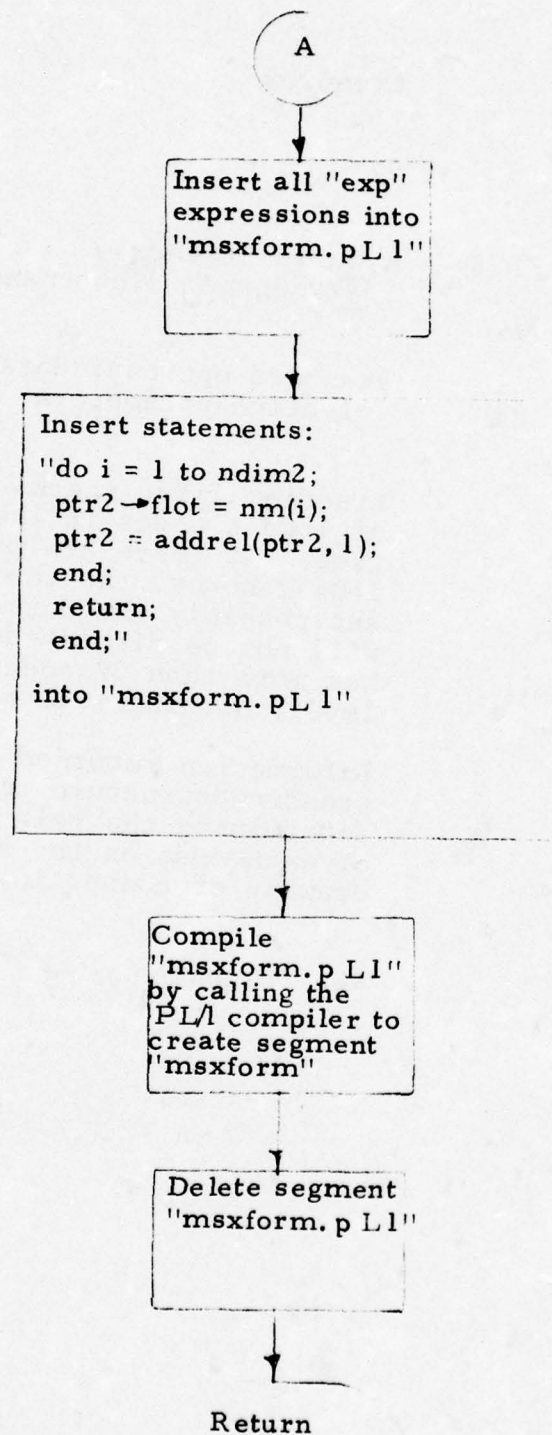 A
Insert all "exp"
expressions into
"msxform.pL1"
Insert statements:
"do i = 1 to ndim2;
ptr2→flot = nm(i);
ptr2 = addrel(ptr2, 1);
end;
return;
end;"
into "msxform.pL1"
Compile
"msxform.pL1"
by calling the
PL/1 compiler to
create segment
"msxform"
Delete segment
"msxform.pL1"
Return